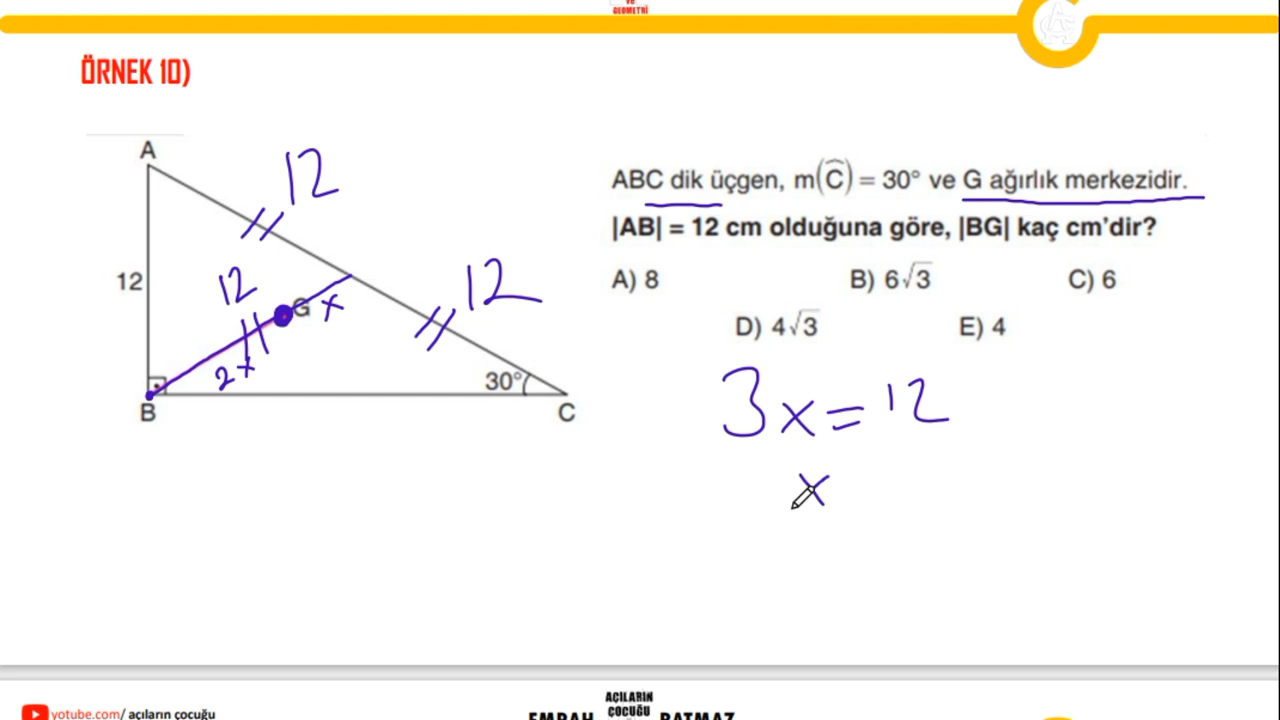 VE
GEOMETRİ
ÖRNEK 10)
A
12
12
12
12
G
x
2x
30°
B
C
ABC dik üçgen, m(C) = 30° ve G ağırlık merkezidir.
|AB| = 12 cm olduğuna göre, |BG| kaç cm'dir?
A) 8 B) 6√3 C) 6
D) 4√3 E) 4
3x = 12
x
yotube.com/ açıların çocuğu
AÇILARIN
ÇOCUĞU
EMRAH BATMAZ